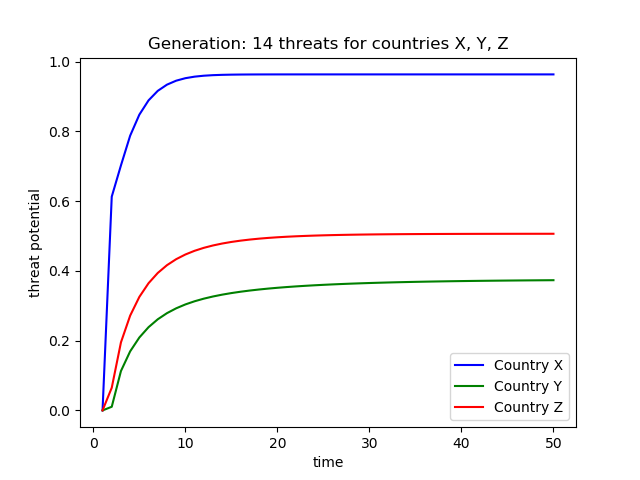 Generation: 14 threats for countries X, Y, Z
threat potential
1.0
0.8
0.6
0.4
0.2
0.0
Country X
Country Y
Country Z
0 10 20 30 40 50
time